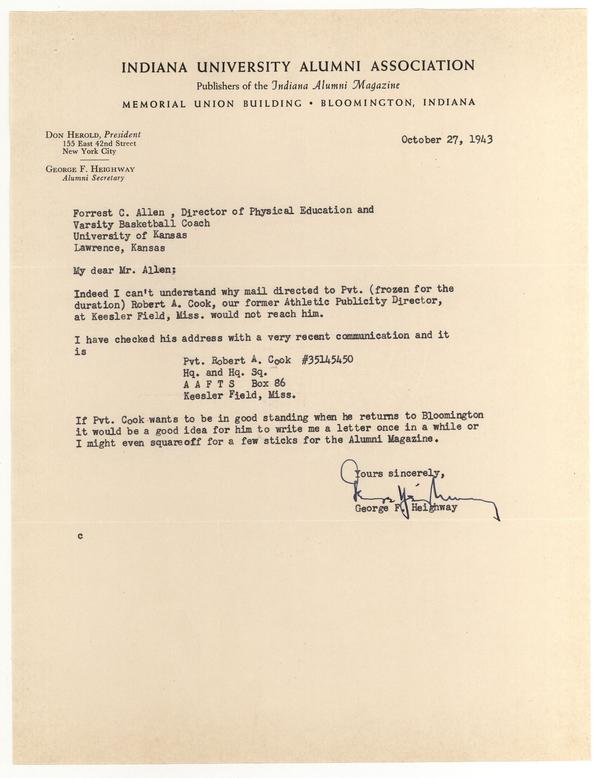 INDIANA UNIVERSITY ALUMNI ASSOCIATION
Publishers of the Indiana Alumni Magazine
MEMORIAL UNION BUILDING • BLOOMINGTON, INDIANA
DON HEROLD, President
155 East 42nd Street
New York City
GEORGE F. HEIGHWAY
Alumni Secretary
October 27, 1943
Forrest C. Allen , Director of Physical Education and
Varsity Basketball Coach
University of Kansas
Lawrence, Kansas
My dear Mr. Allen;
Indeed I can't understand why mail directed to Pvt. (frozen for the
duration) Robert A. Cook, our former Athletic Publicity Director,
at Keesler Field, Miss. would not reach him.
I have checked his address with a very recent communication and it
is
Pvt. Robert A. Cook #35145450
Hq. and Hq. Sq.
A A F T S Box 86
Keesler Field, Miss.
If Pvt. Cook wants to be in good standing when he returns to Bloomington
it would be a good idea for him to write me a letter once in a while or
I might even squareoff for a few sticks for the Alumni Magazine.
Yours sincerely,
George F. Heighway
c